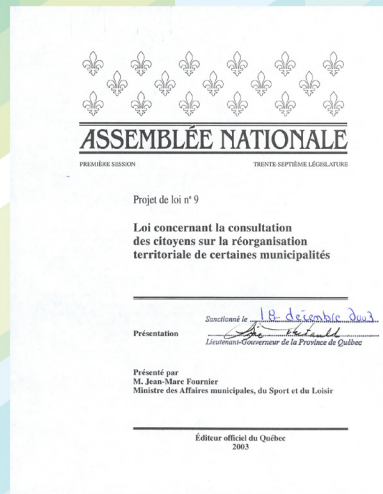 ASSEMBLÉE NATIONALE
PREMIÈRE SESSION TRENTE-SEPTIÈME LÉGISLATURE
Projet de loi n° 9
Loi concernant la consultation
des citoyens sur la réorganisation
territoriale de certaines municipalités
Sanctionné le 18 décembre 2003
Présentation
Lieutenant-Gouverneur de la Province de Québec
Présenté par
M. Jean-Marc Fournier
Ministre des Affaires municipales, du Sport et du Loisir
Éditeur officiel du Québec
2003